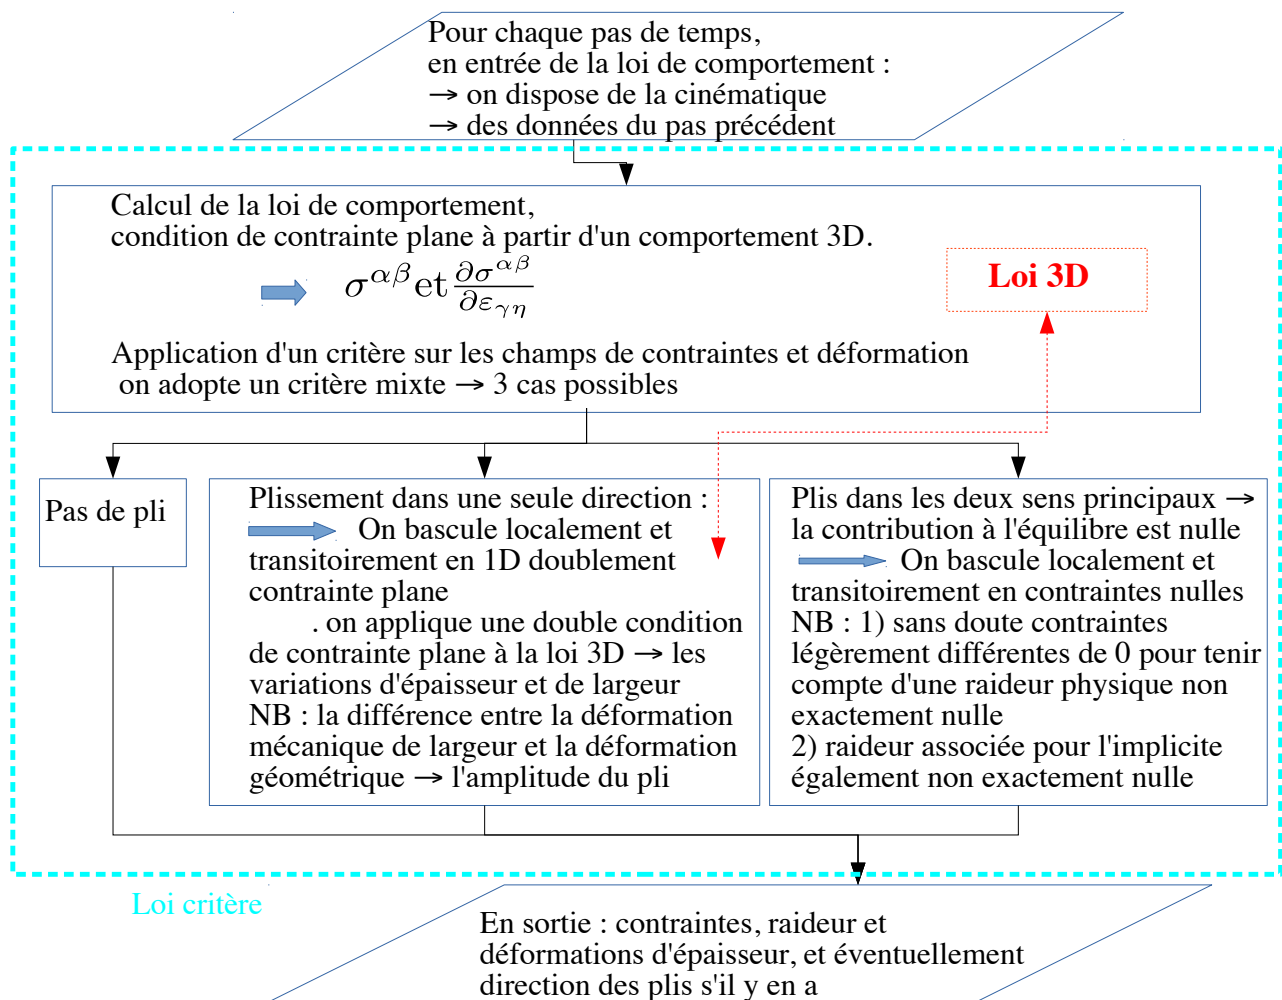 Pour chaque pas de temps,
en entrée de la loi de comportement :
→ on dispose de la cinématique
→ des données du pas précédent
Calcul de la loi de comportement,
condition de contrainte plane à partir d'un comportement 3D.
σ^{αβ} et ∂σ^{αβ}/∂ε_{γη}
Loi 3D
Application d'un critère sur les champs de contraintes et déformation
on adopte un critère mixte → 3 cas possibles
Pas de pli
Plissement dans une seule direction :
On bascule localement et
transitoirement en 1D doublement
contrainte plane
. on applique une double condition
de contrainte plane à la loi 3D → les
variations d'épaisseur et de largeur
NB : la différence entre la déformation
mécanique de largeur et la déformation
géométrique → l'amplitude du pli
Plis dans les deux sens principaux →
la contribution à l'équilibre est nulle
On bascule localement et
transitoirement en contraintes nulles
NB : 1) sans doute contraintes
légèrement différentes de 0 pour tenir
compte d'une raideur physique non
exactement nulle
2) raideur associée pour l'implicite
également non exactement nulle
Loi critère
En sortie : contraintes, raideur et
déformations d'épaisseur, et éventuellement
direction des plis s'il y en a